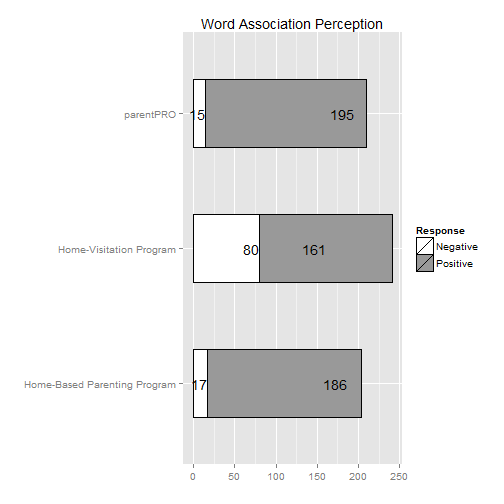 Word Association Perception
parentPRO
15
195
Home-Visitation Program
80
161
Home-Based Parenting Program
17
186
0 50 100 150 200 250
Response
Negative
Positive